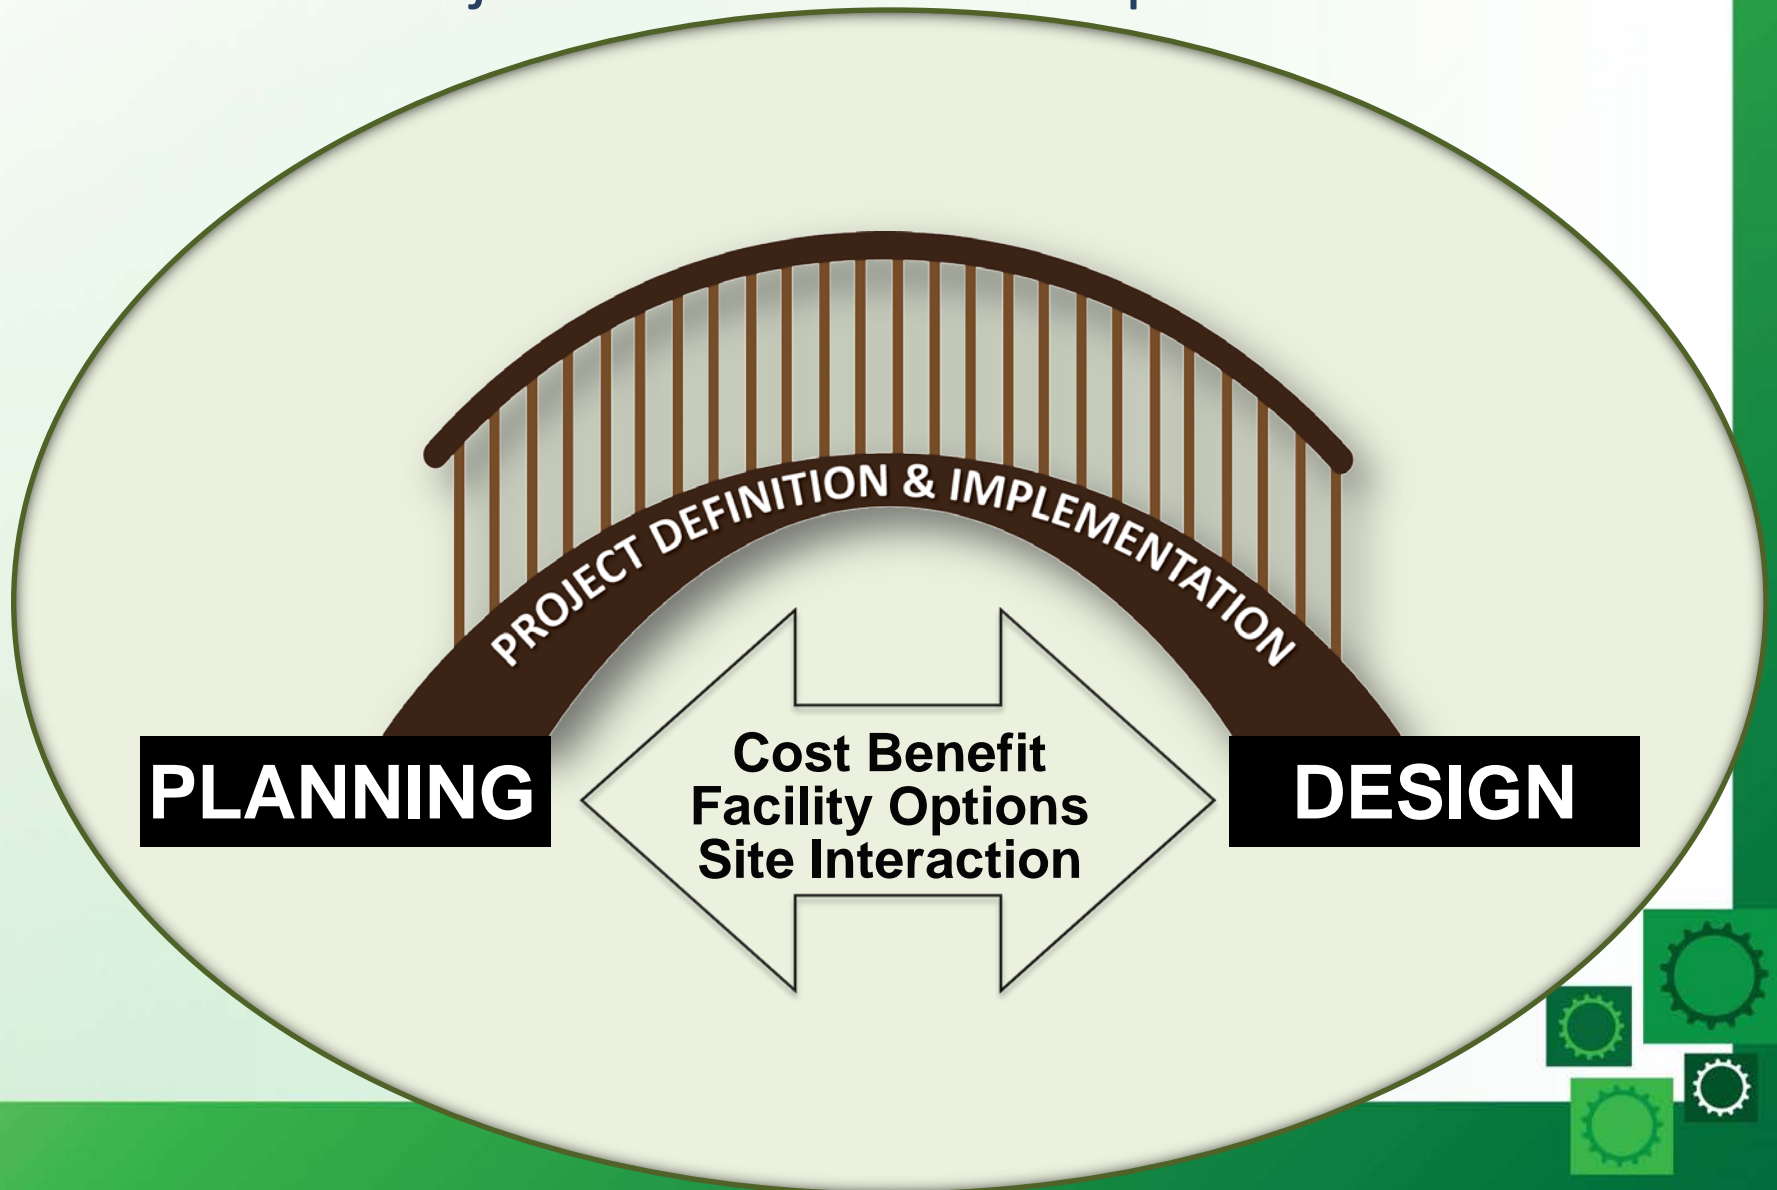 PROJECT DEFINITION & IMPLEMENTATION
PLANNING
Cost Benefit
Facility Options
Site Interaction
DESIGN